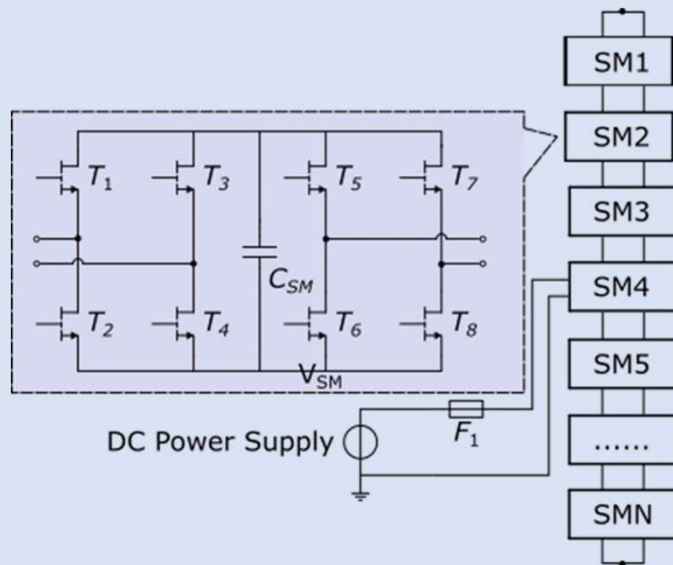 SM1
SM2
T1
T3
T5
T7
SM3
CSM
SM4
T2
T4
T6
T8
SM5
VSM
F1
DC Power Supply
......
SMN